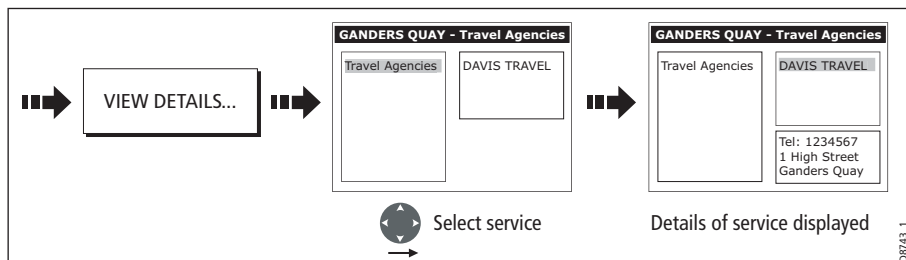 VIEW DETAILS...
GANDERS QUAY - Travel Agencies
Travel Agencies
DAVIS TRAVEL
Select service
GANDERS QUAY - Travel Agencies
Travel Agencies
DAVIS TRAVEL
Tel: 1234567
1 High Street
Ganders Quay
Details of service displayed
D8743_1